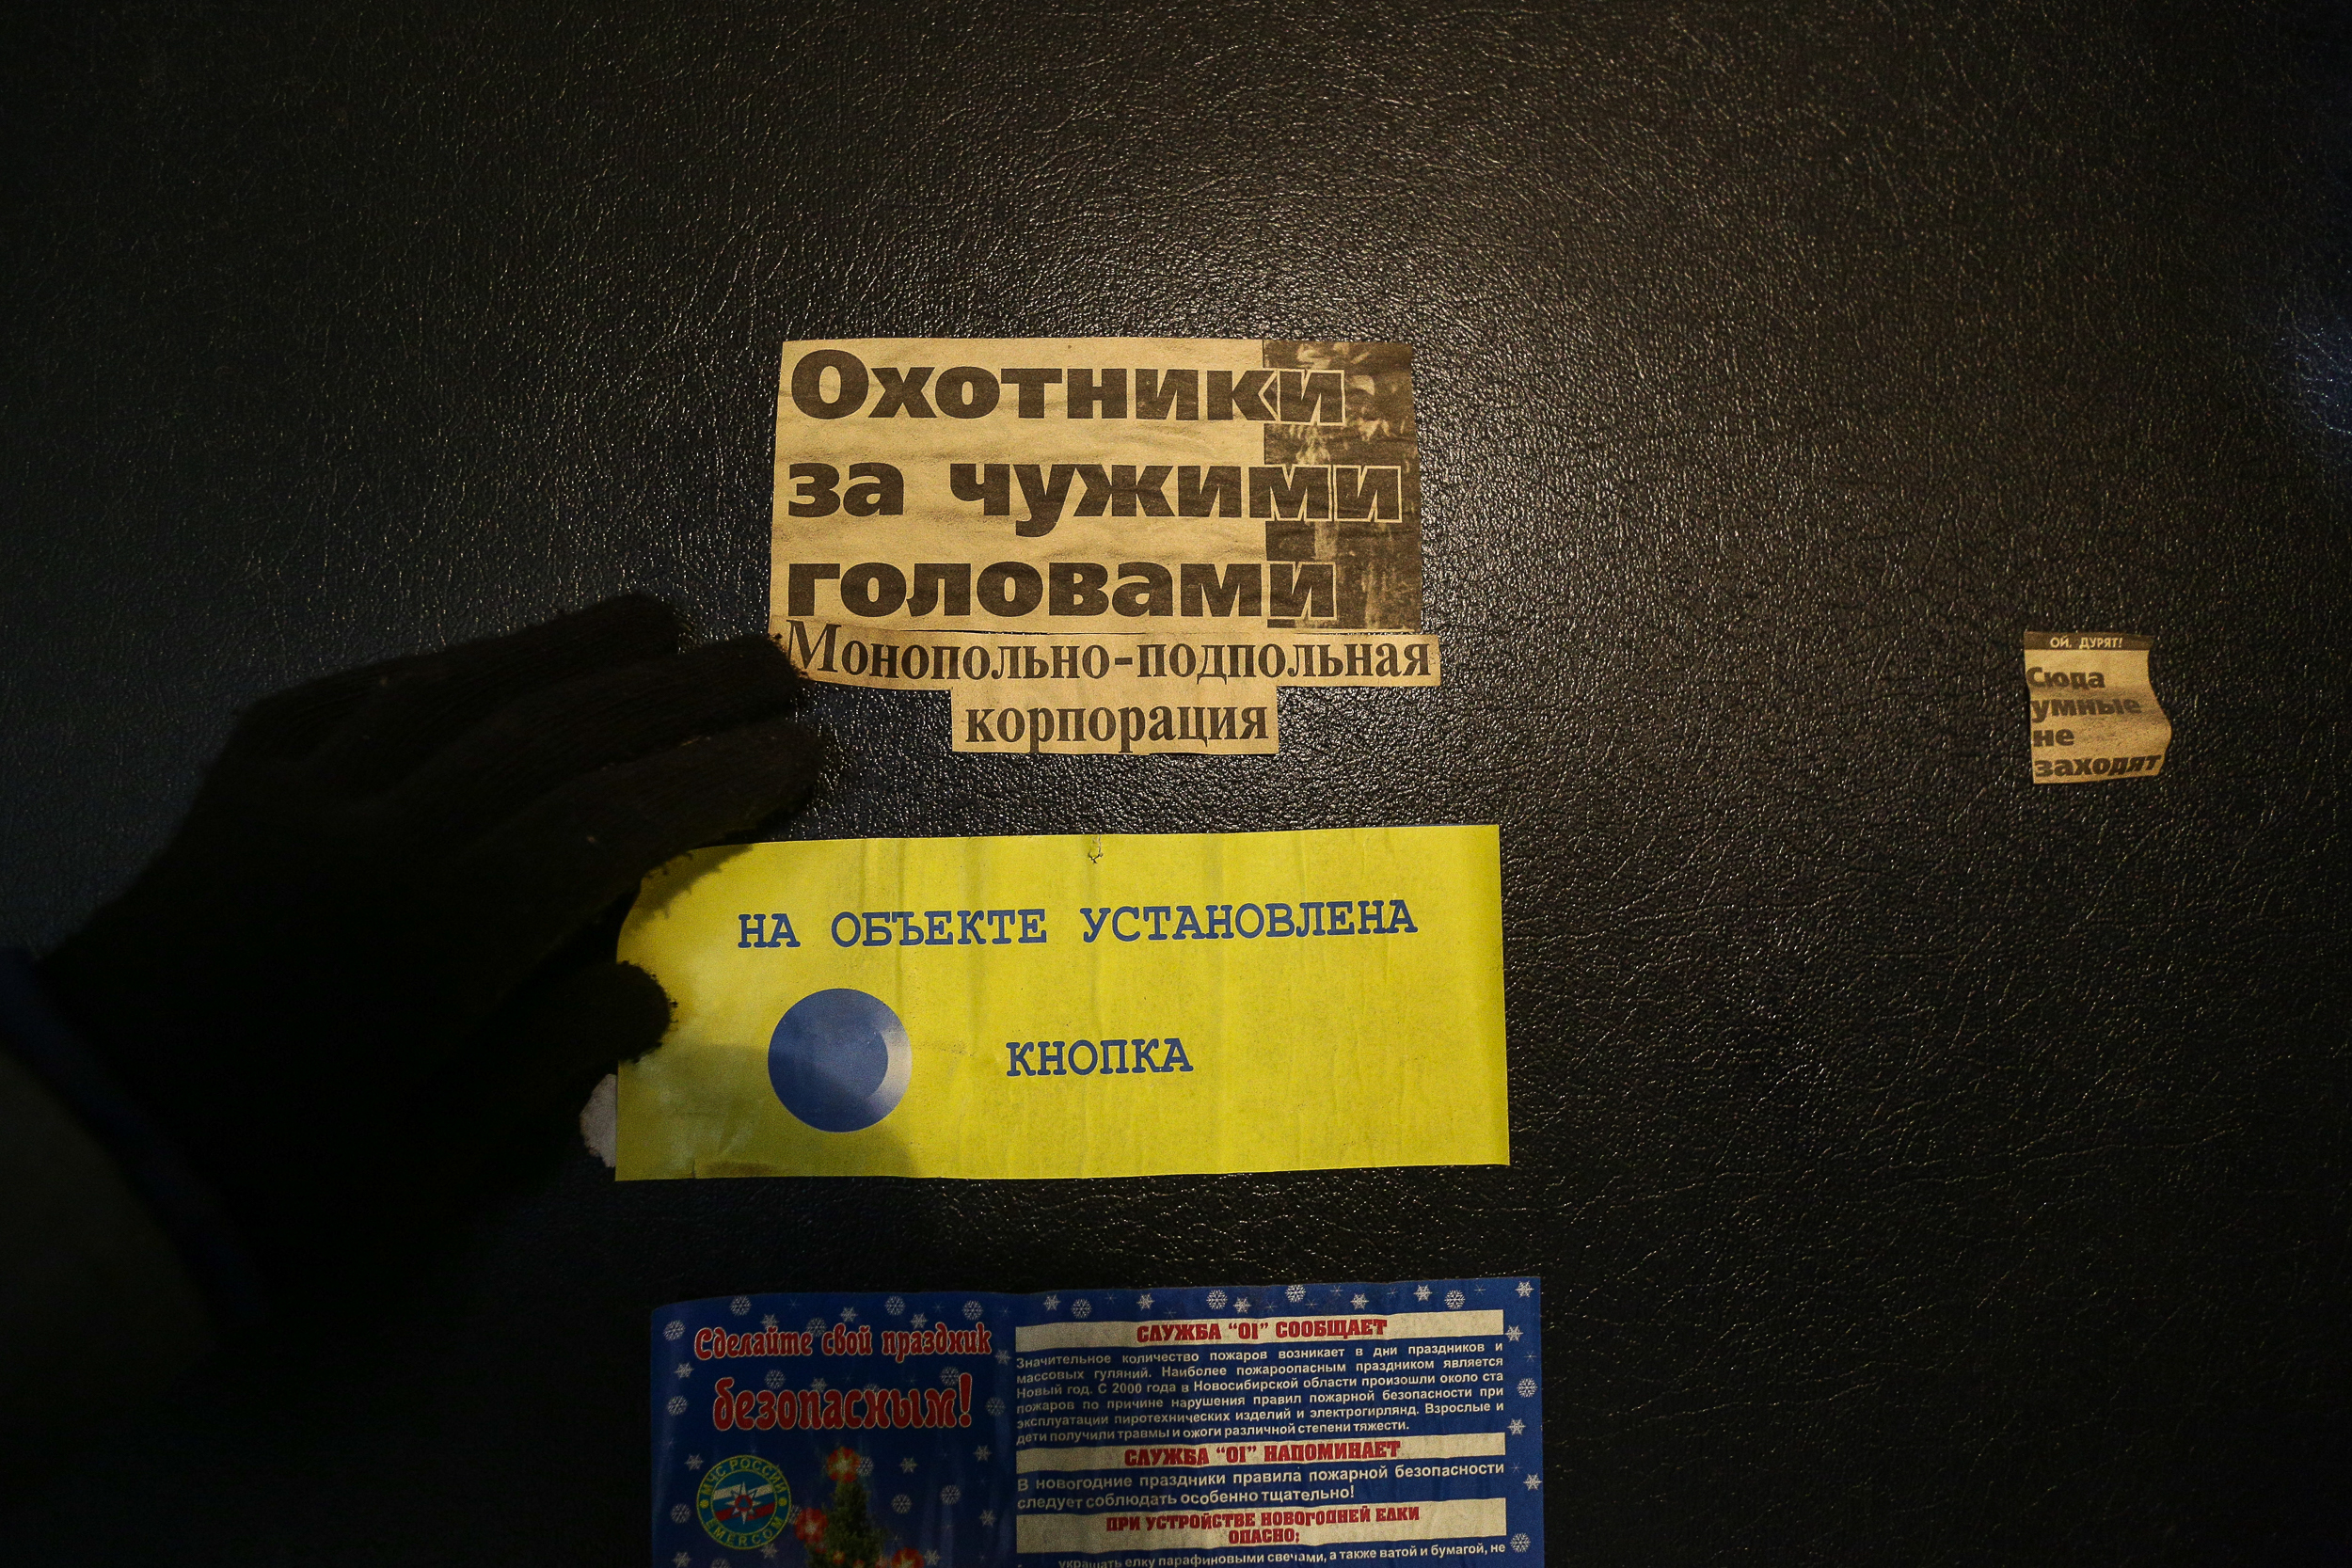 Охотники
за чужими
головами
Монопольно-подпольная
корпорация
ОЙ, ДУРЯТ!
Сюда
умные
не
заходят
НА ОБЪЕКТЕ УСТАНОВЛЕНА
КНОПКА
Сделайте свой праздник
безопасным!
МЧС РОССИИ
EMERCOM
СЛУЖБА "01" СООБЩАЕТ
Значительное количество пожаров возникает в дни праздников и
массовых гуляний. Наиболее пожароопасным праздником является
Новый год. С 2000 года в Новосибирской области произошли около ста
пожаров по причине нарушения правил пожарной безопасности при
эксплуатации пиротехнических изделий и электрогирлянд. Взрослые и
дети получили травмы и ожоги различной степени тяжести.
СЛУЖБА "01" НАПОМИНАЕТ
В новогодние праздники правила пожарной безопасности
следует соблюдать особенно тщательно!
ПРИ УСТРОЙСТВЕ НОВОГОДНЕЙ ЕЛКИ
ОПАСНО:
украшать елку парафиновыми свечами, а также ватой и бумагой, не